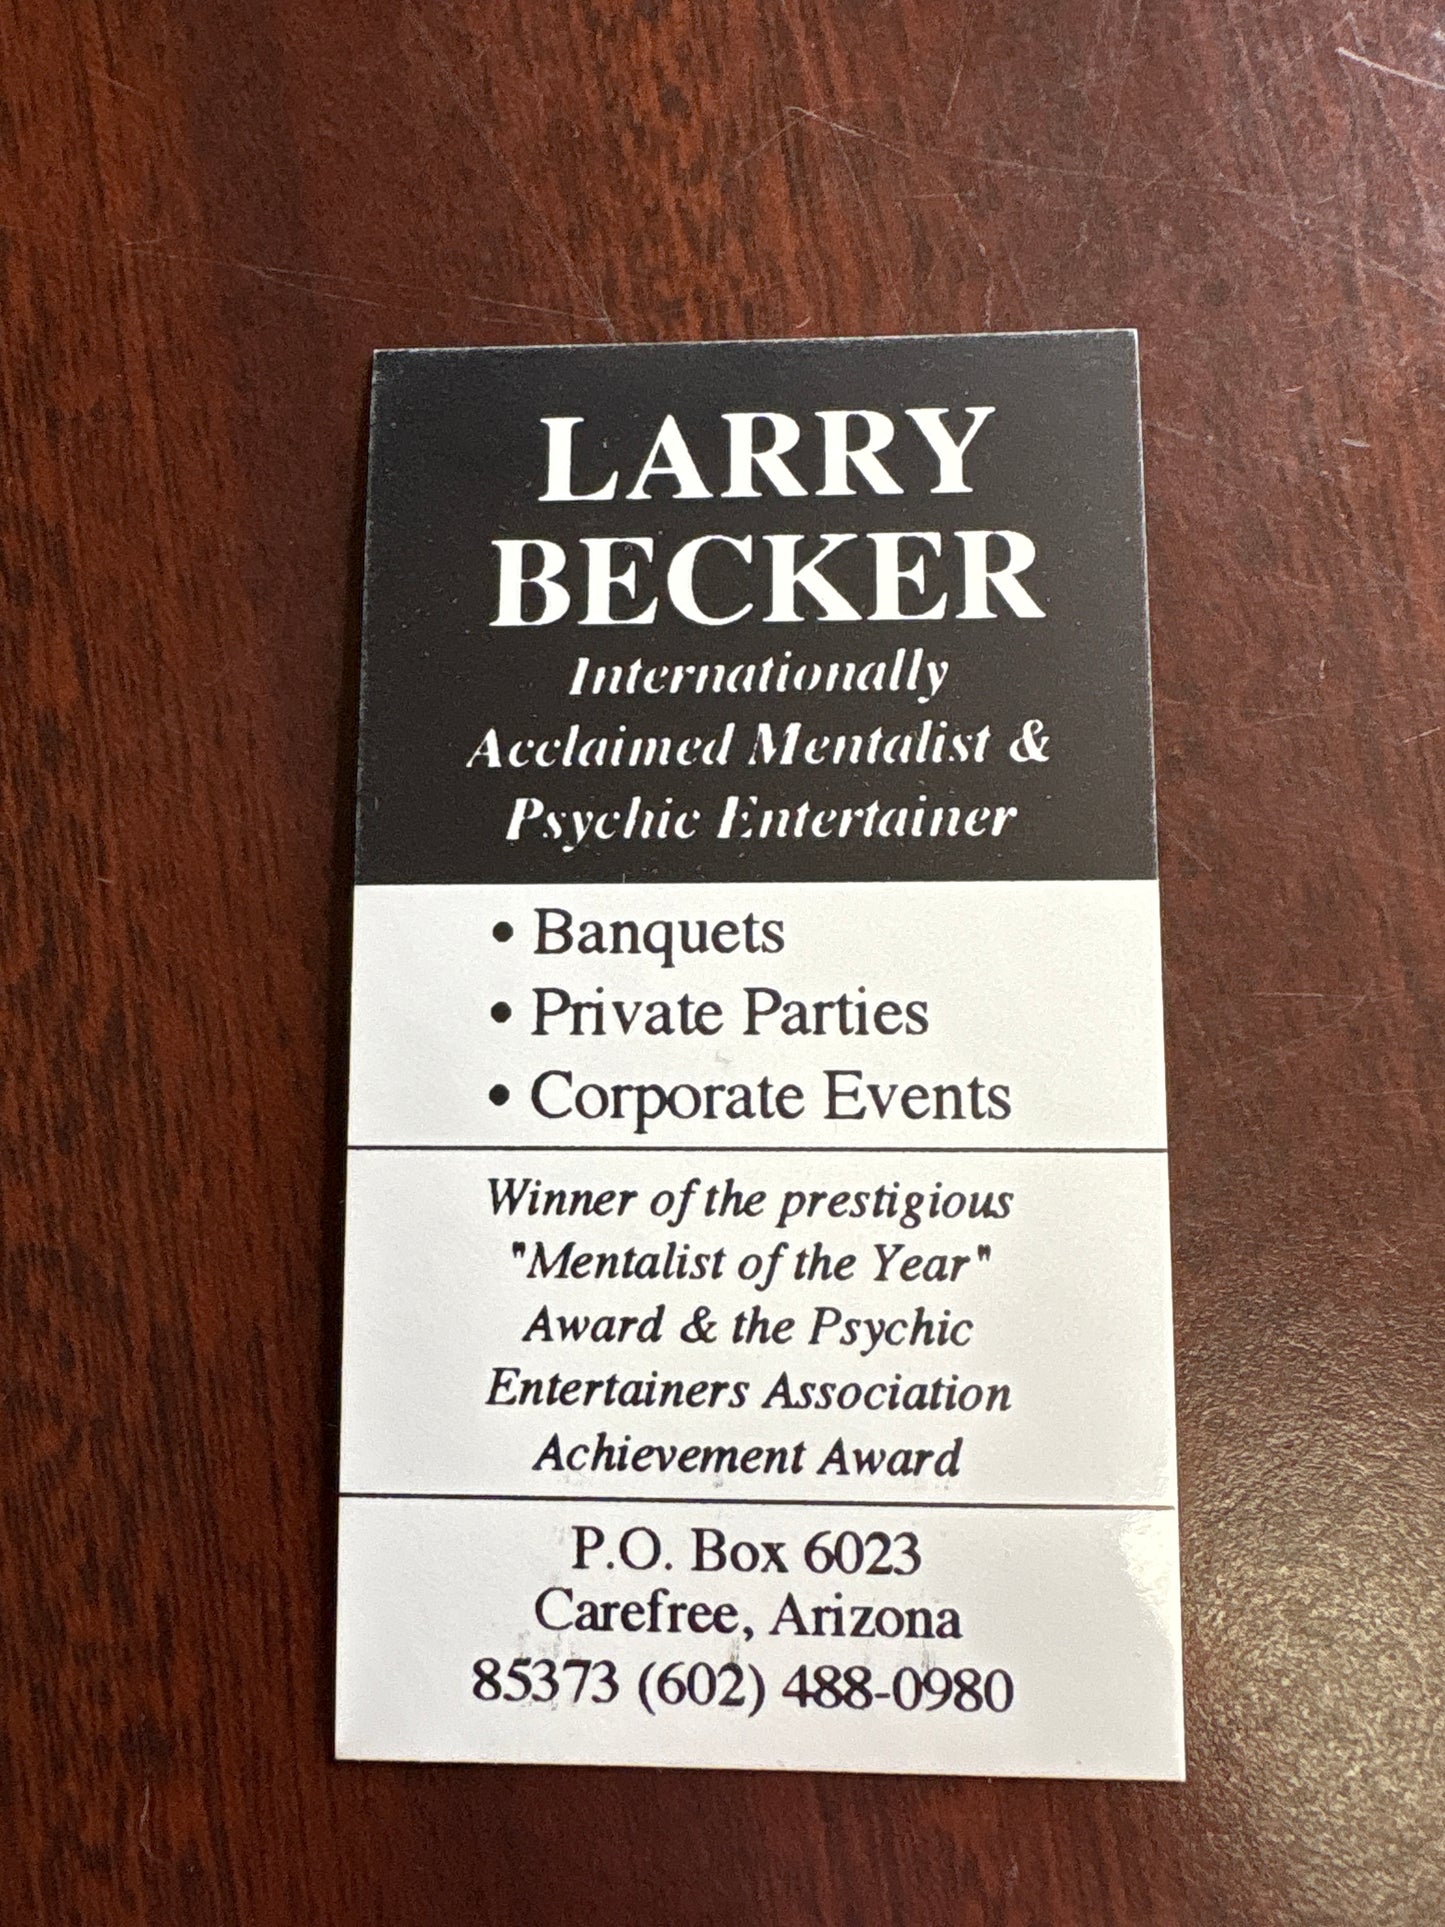 LARRY
BECKER
Internationally
Acclaimed Mentalist &
Psychic Entertainer
• Banquets
• Private Parties
• Corporate Events
Winner of the prestigious
"Mentalist of the Year"
Award & the Psychic
Entertainers Association
Achievement Award
P.O. Box 6023
Carefree, Arizona
85373 (602) 488-0980